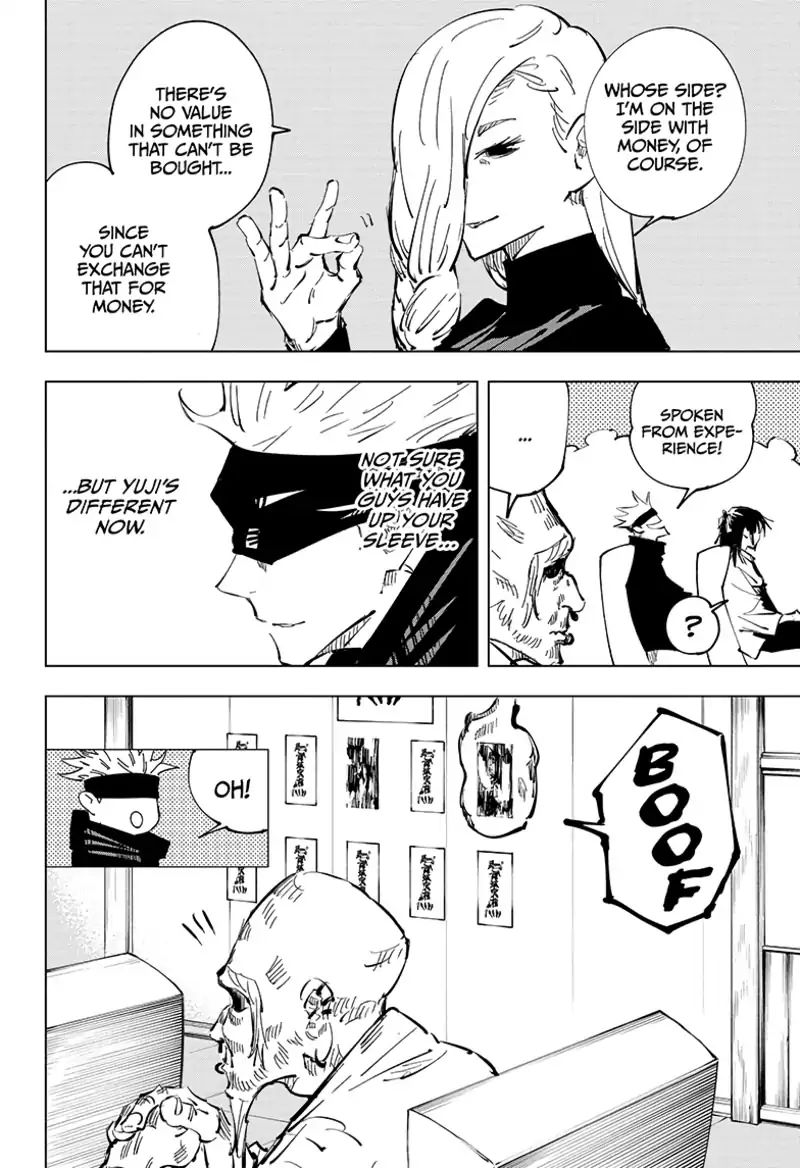 WHOSE SIDE?
I'M ON THE
SIDE WITH
MONEY, OF
COURSE.
THERE'S
NO VALUE
IN SOMETHING
THAT CAN'T BE
BOUGHT...
SINCE
YOU CAN'T
EXCHANGE
THAT FOR
MONEY.
SPOKEN
FROM EXPE-
RIENCE!
...
?
NOT SURE
WHAT YOU
GUYS HAVE
UP YOUR
SLEEVE...
...BUT YUJI'S
DIFFERENT
NOW.
BOOF
OH!